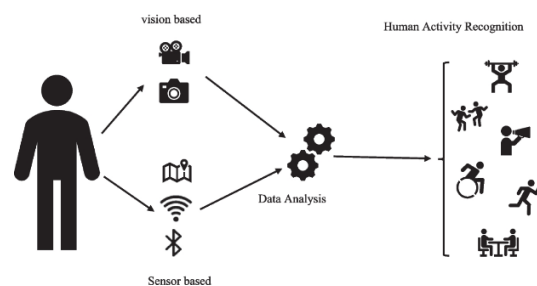 vision based
Human Activity Recognition
Data Analysis
Sensor based